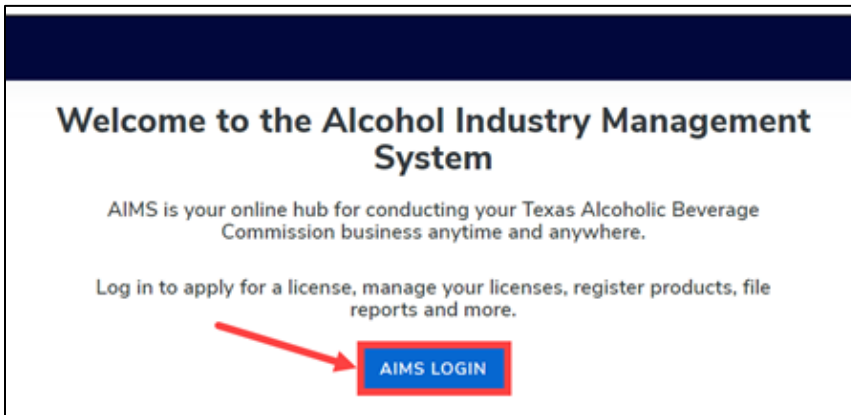 Welcome to the Alcohol Industry Management
System
AIMS is your online hub for conducting your Texas Alcoholic Beverage
Commission business anytime and anywhere.
Log in to apply for a license, manage your licenses, register products, file
reports and more.
AIMS LOGIN